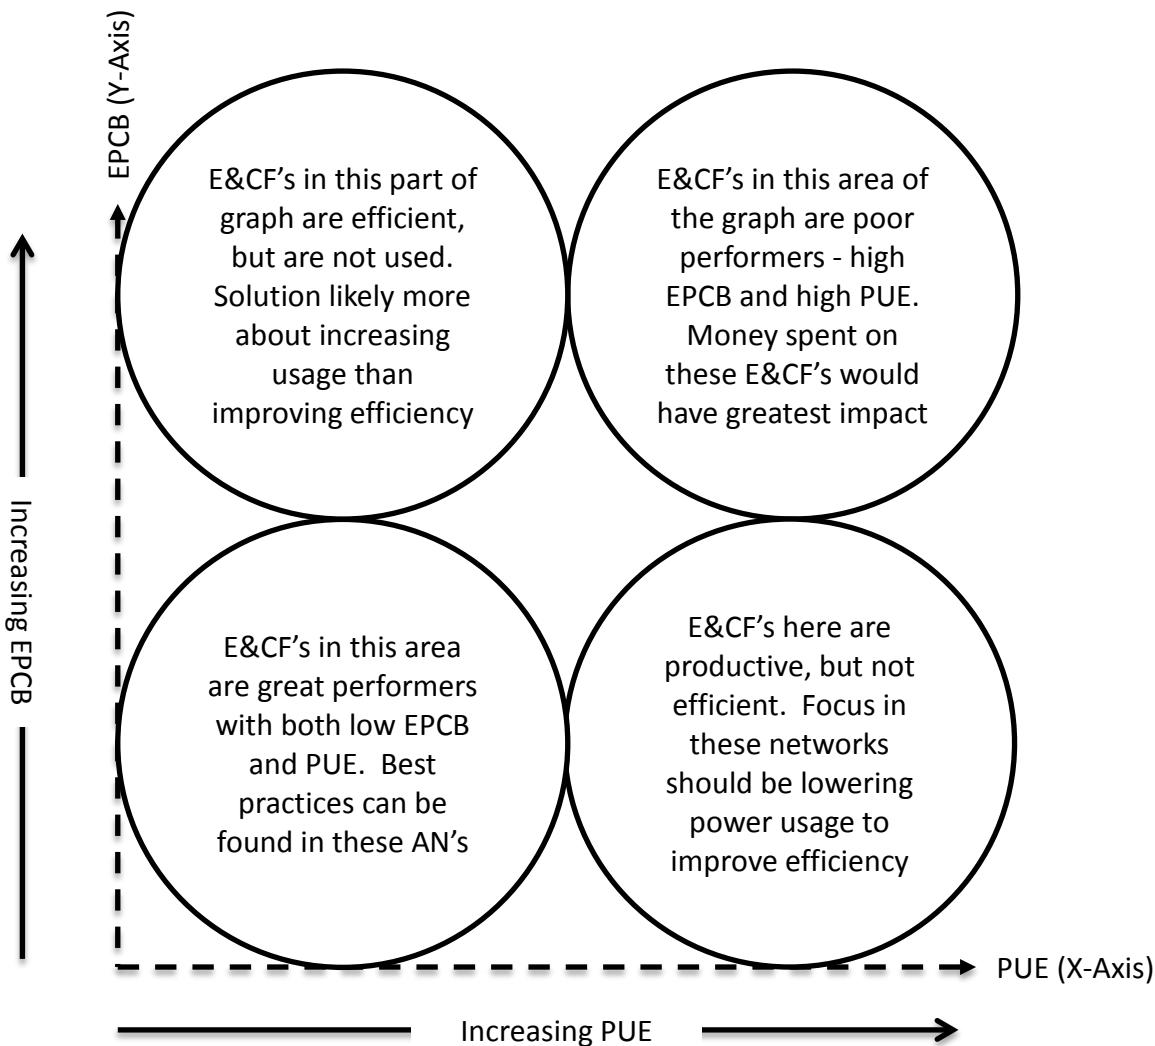 EPCB (Y-Axis)
E&CF’s in this part of
graph are efficient,
but are not used.
Solution likely more
about increasing
usage than
improving efficiency
E&CF’s in this area of
the graph are poor
performers - high
EPCB and high PUE.
Money spent on
these E&CF’s would
have greatest impact
Increasing EPCB
E&CF’s in this area
are great performers
with both low EPCB
and PUE.  Best
practices can be
found in these AN’s
E&CF’s here are
productive, but not
efficient.  Focus in
these networks
should be lowering
power usage to
improve efficiency
PUE (X-Axis)
Increasing PUE